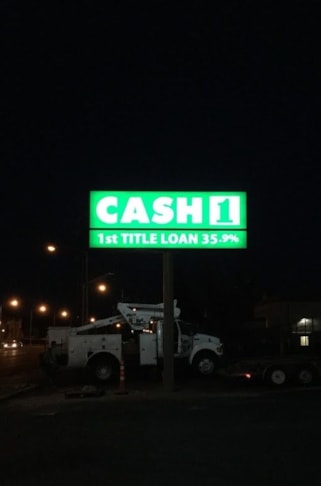 CASH 1
1st TITLE LOAN 35.9%